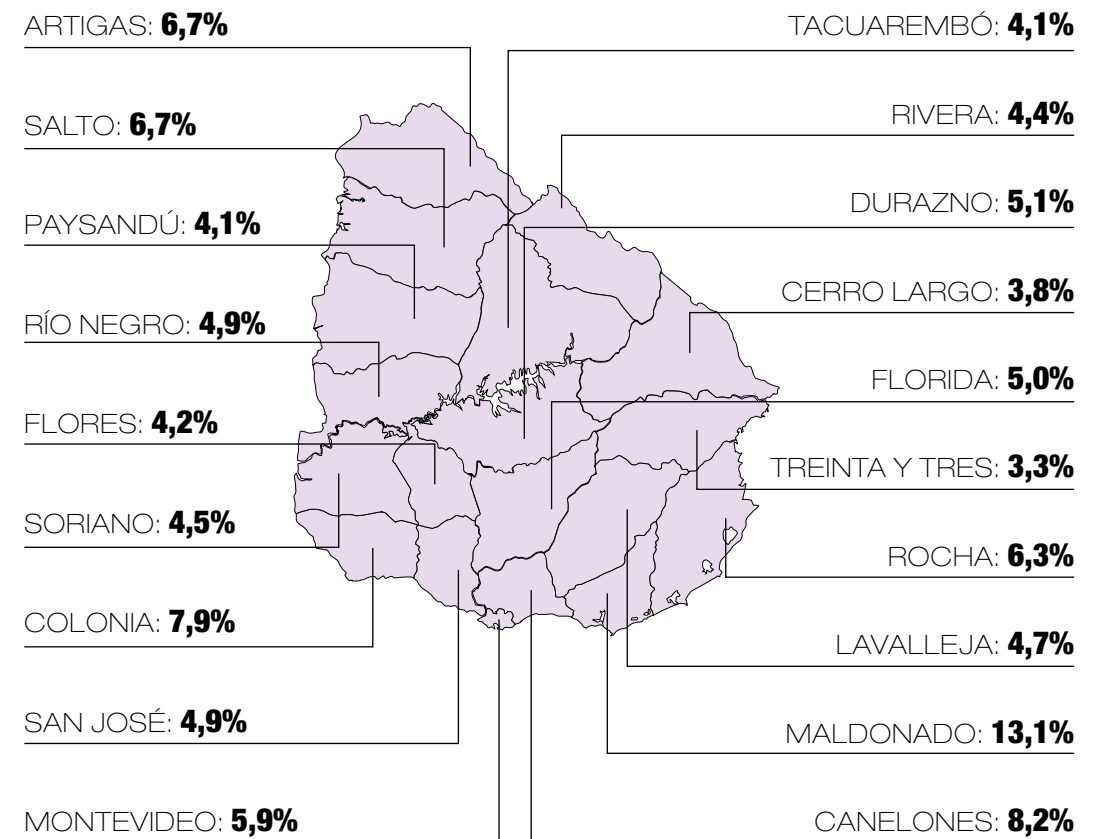 ARTIGAS: 6,7%
SALTO: 6,7%
PAYSANDÚ: 4,1%
RÍO NEGRO: 4,9%
FLORES: 4,2%
SORIANO: 4,5%
COLONIA: 7,9%
SAN JOSÉ: 4,9%
MONTEVIDEO: 5,9%
TACUAREMBÓ: 4,1%
RIVERA: 4,4%
DURAZNO: 5,1%
CERRO LARGO: 3,8%
FLORIDA: 5,0%
TREINTA Y TRES: 3,3%
ROCHA: 6,3%
LAVALLEJA: 4,7%
MALDONADO: 13,1%
CANELONES: 8,2%